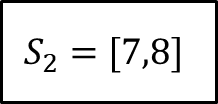 S₂ = [7,8]